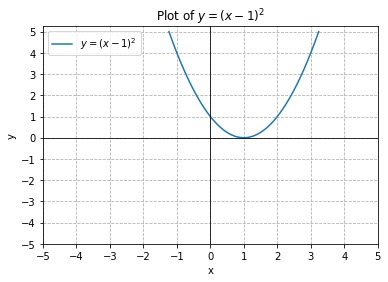 Plot of y = (x − 1)²
y = (x − 1)²
y
5
4
3
2
1
0
−1
−2
−3
−4
−5
−5 −4 −3 −2 −1 0 1 2 3 4 5
x